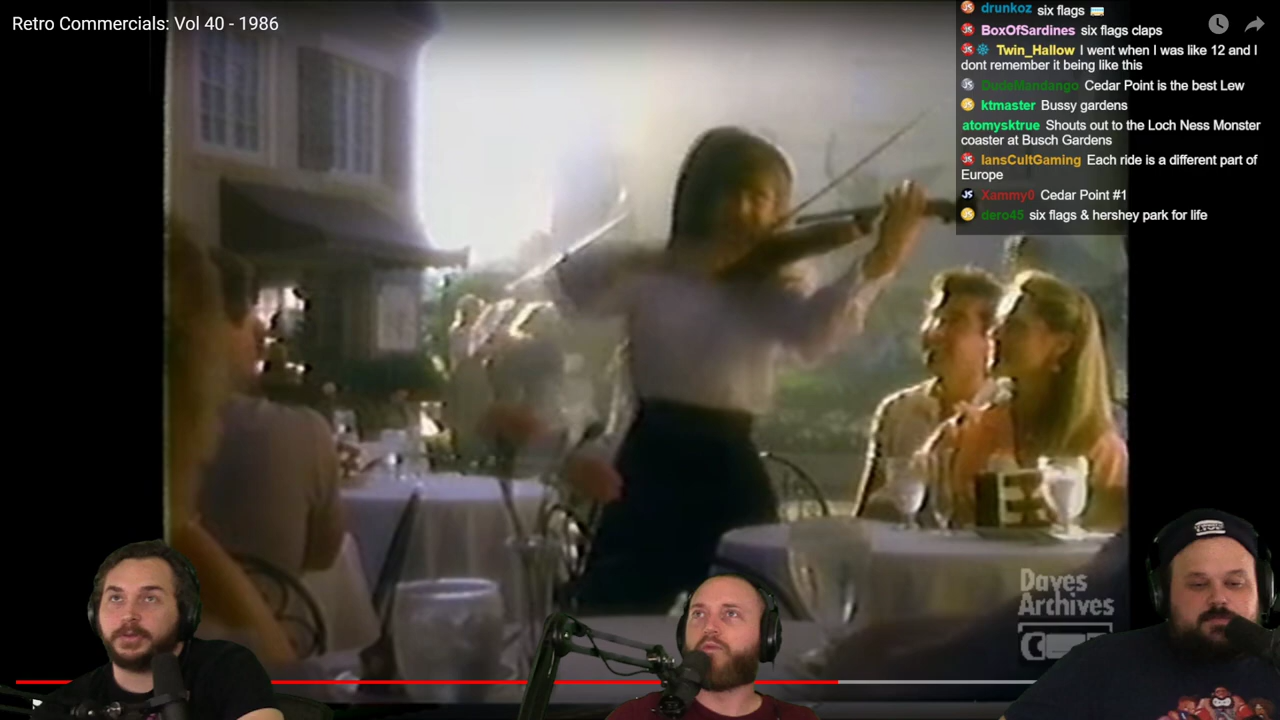 Retro Commercials: Vol 40 - 1986
drunkoz six flags
BoxOfSardines six flags claps
Twin_Hallow I went when I was like 12 and I
dont remember it being like this
DudeMandango Cedar Point is the best Lew
ktmaster Bussy gardens
atomysktrue Shouts out to the Loch Ness Monster
coaster at Busch Gardens
IansCultGaming Each ride is a different part of
Europe
Xammy0 Cedar Point #1
dero45 six flags & hershey park for life
Daves
Archives